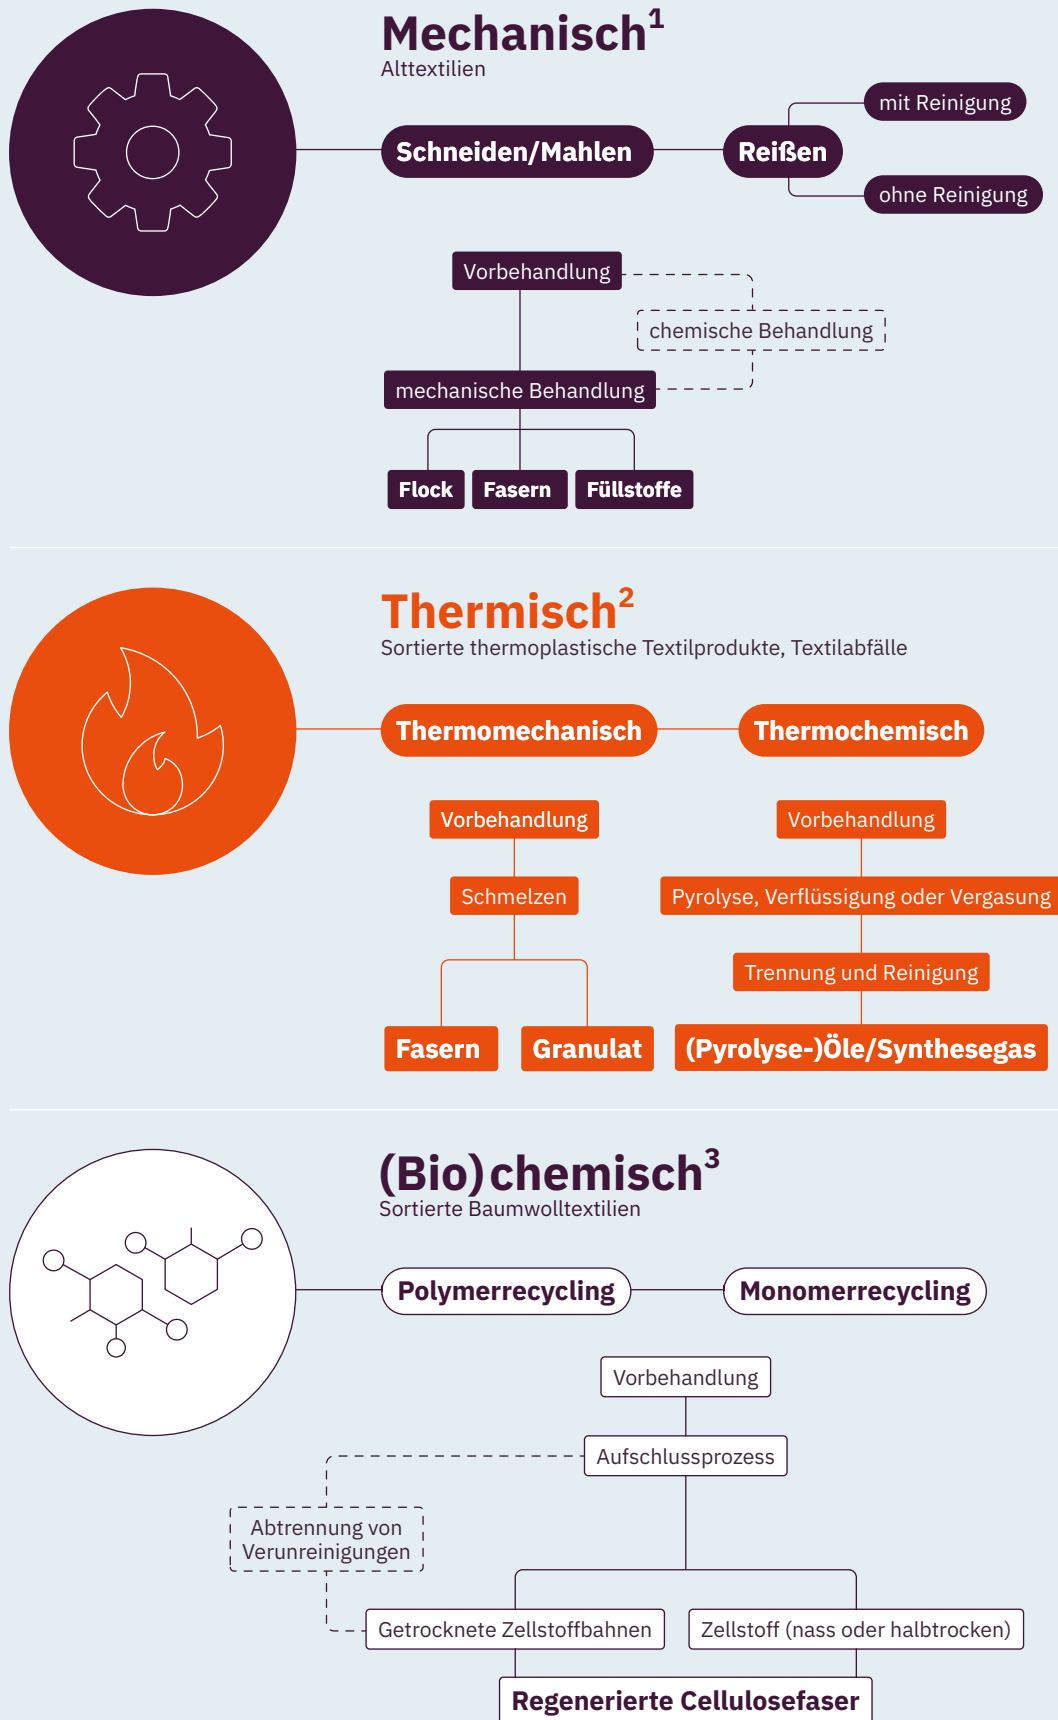 Mechanisch¹
Alttextilien
Schneiden/Mahlen
Reißen
mit Reinigung
ohne Reinigung
Vorbehandlung
chemische Behandlung
mechanische Behandlung
Flock
Fasern
Füllstoffe
Thermisch²
Sortierte thermoplastische Textilprodukte, Textilabfälle
Thermomechanisch
Thermochemisch
Vorbehandlung
Vorbehandlung
Schmelzen
Pyrolyse, Verflüssigung oder Vergasung
Trennung und Reinigung
Fasern
Granulat
(Pyrolyse-)Öle/Synthesegas
(Bio)chemisch³
Sortierte Baumwolltextilien
Polymerrecycling
Monomerrecycling
Vorbehandlung
Aufschlussprozess
Abtrennung von
Verunreinigungen
Getrocknete Zellstoffbahnen
Zellstoff (nass oder halbtrocken)
Regenerierte Cellulosefaser